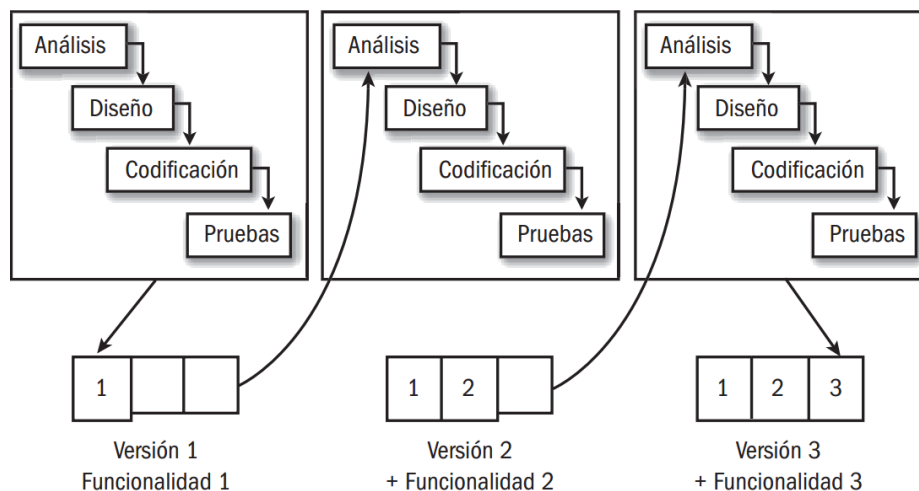 Análisis
Diseño
Codificación
Pruebas
Análisis
Diseño
Codificación
Pruebas
Análisis
Diseño
Codificación
Pruebas
1
1 2
1 2 3
Versión 1
Funcionalidad 1
Versión 2
+ Funcionalidad 2
Versión 3
+ Funcionalidad 3